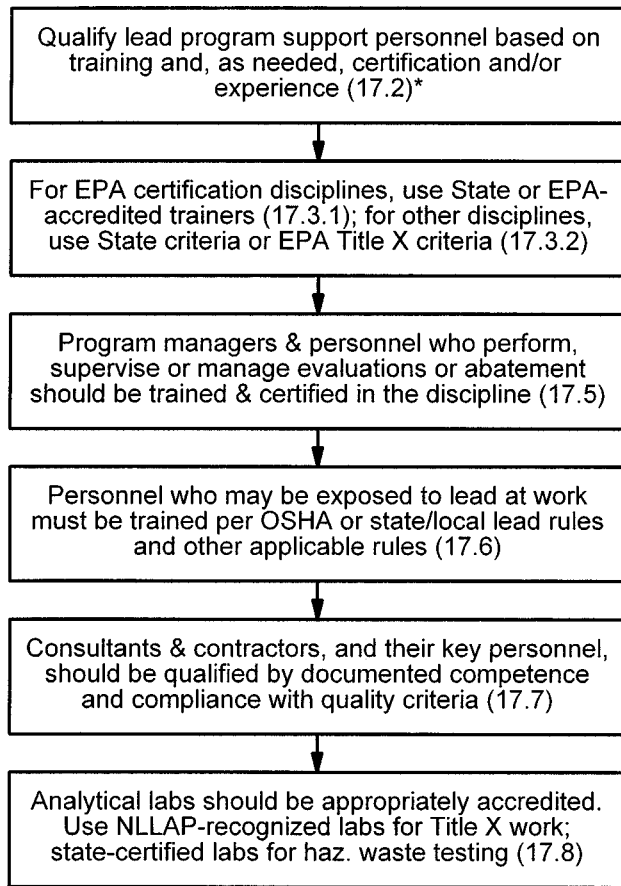 Qualify lead program support personnel based on
training and, as needed, certification and/or
experience (17.2)*
For EPA certification disciplines, use State or EPA-
accredited trainers (17.3.1); for other disciplines,
use State criteria or EPA Title X criteria (17.3.2)
Program managers & personnel who perform,
supervise or manage evaluations or abatement
should be trained & certified in the discipline (17.5)
Personnel who may be exposed to lead at work
must be trained per OSHA or state/local lead rules
and other applicable rules (17.6)
Consultants & contractors, and their key personnel,
should be qualified by documented competence
and compliance with quality criteria (17.7)
Analytical labs should be appropriately accredited.
Use NLLAP-recognized labs for Title X work;
state-certified labs for haz. waste testing (17.8)